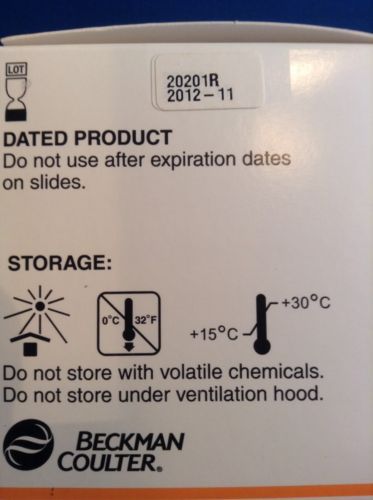 LOT
20201R
2012-11
DATED PRODUCT
Do not use after expiration dates
on slides.
STORAGE:
0°C 32°F
+30°C
+15°C
Do not store with volatile chemicals.
Do not store under ventilation hood.
BECKMAN
COULTER®